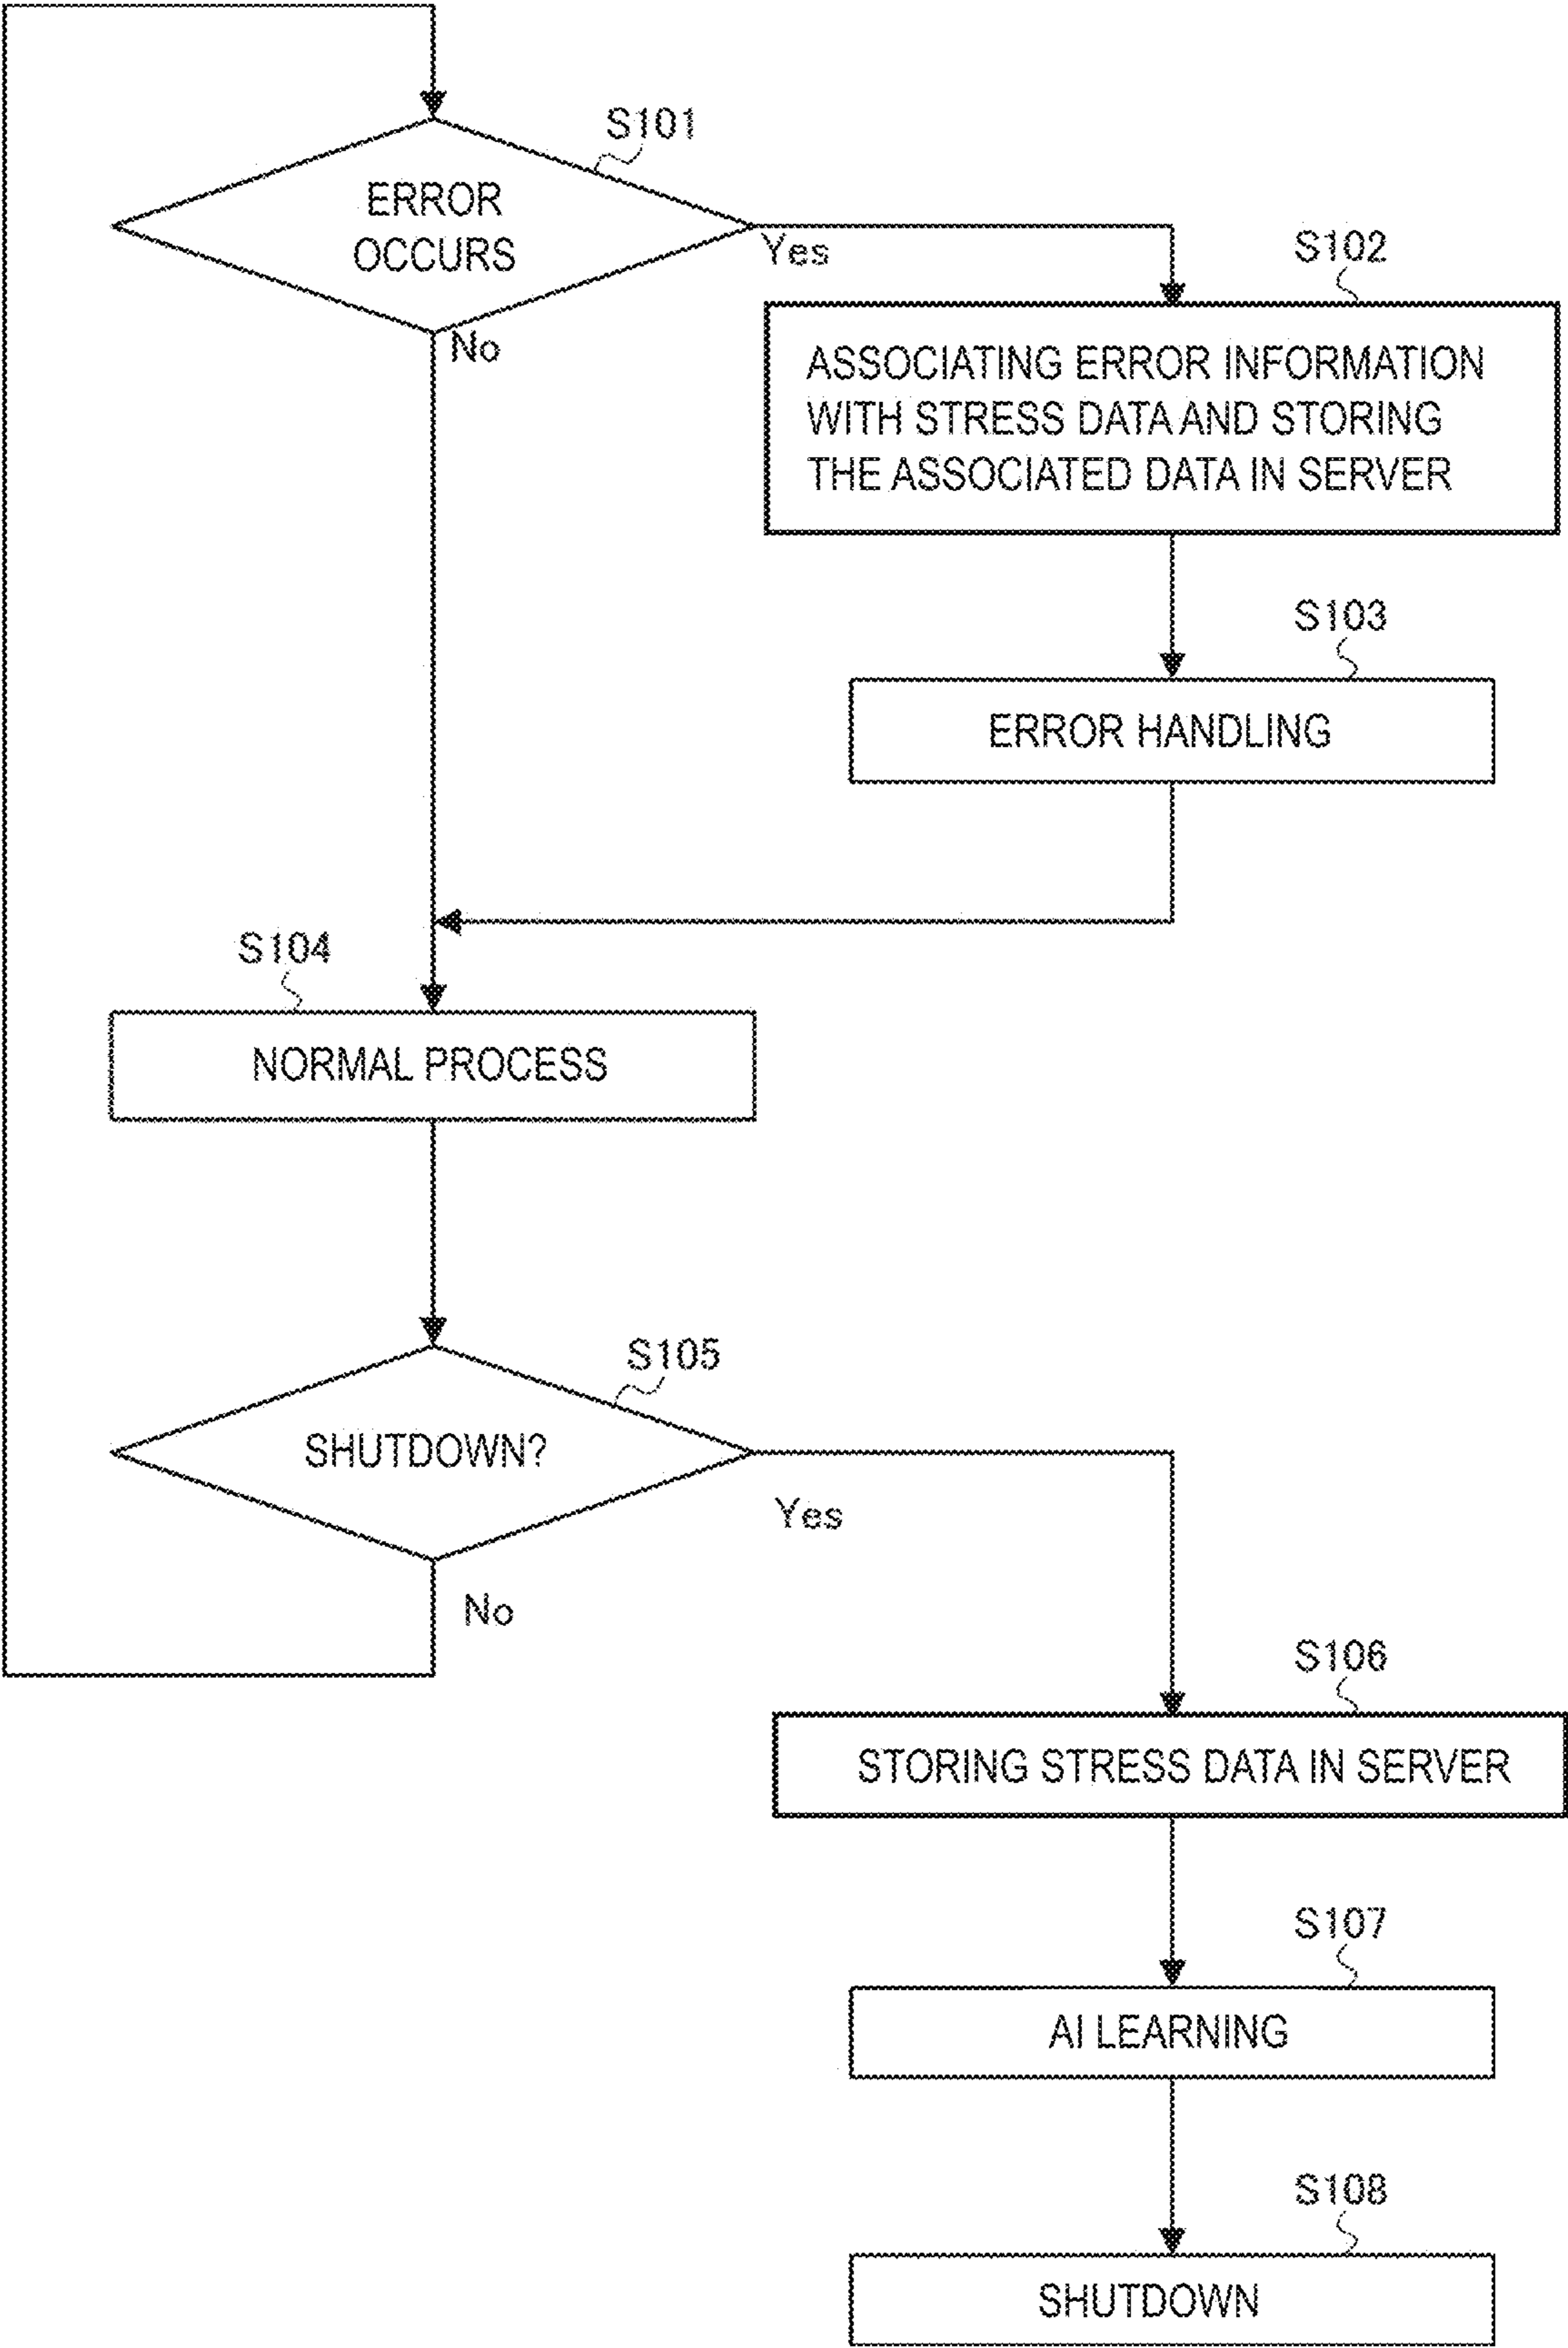 S101
ERROR
OCCURS
Yes
No
S102
ASSOCIATING ERROR INFORMATION
WITH STRESS DATA AND STORING
THE ASSOCIATED DATA IN SERVER
S103
ERROR HANDLING
S104
NORMAL PROCESS
S105
SHUTDOWN?
Yes
No
S106
STORING STRESS DATA IN SERVER
S107
AI LEARNING
S108
SHUTDOWN